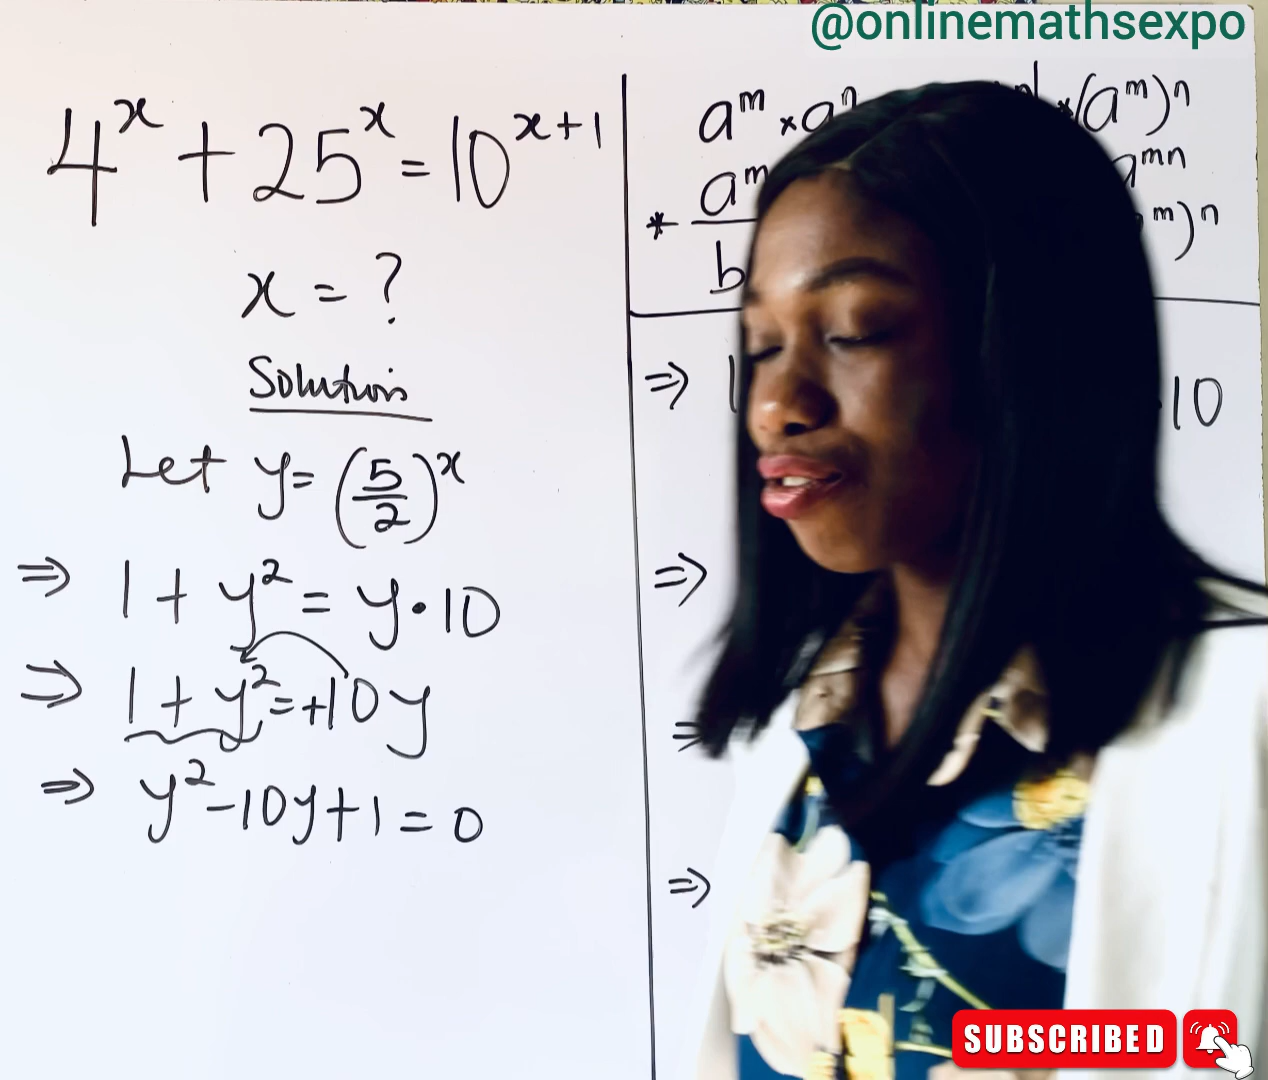 @onlinemathsexpo
4ˣ + 25ˣ = 10ˣ⁺¹
x = ?
Solution
Let y = (5/2)ˣ
⇒ 1 + y² = y·10
⇒ 1 + y² = +10y
⇒ y² - 10y + 1 = 0
aᵐ × aⁿ
*(aᵐ)ⁿ
aᵐ
aᵐⁿ
*
ᵐ)ⁿ
b
⇒ 1
10
⇒
⇒
⇒
SUBSCRIBED